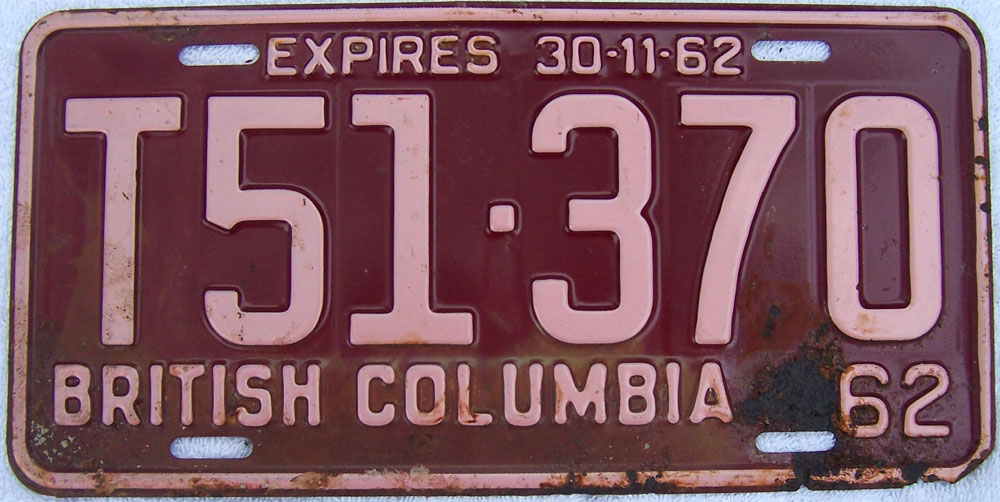 EXPIRES 30-11-62
T51·370
BRITISH COLUMBIA 62